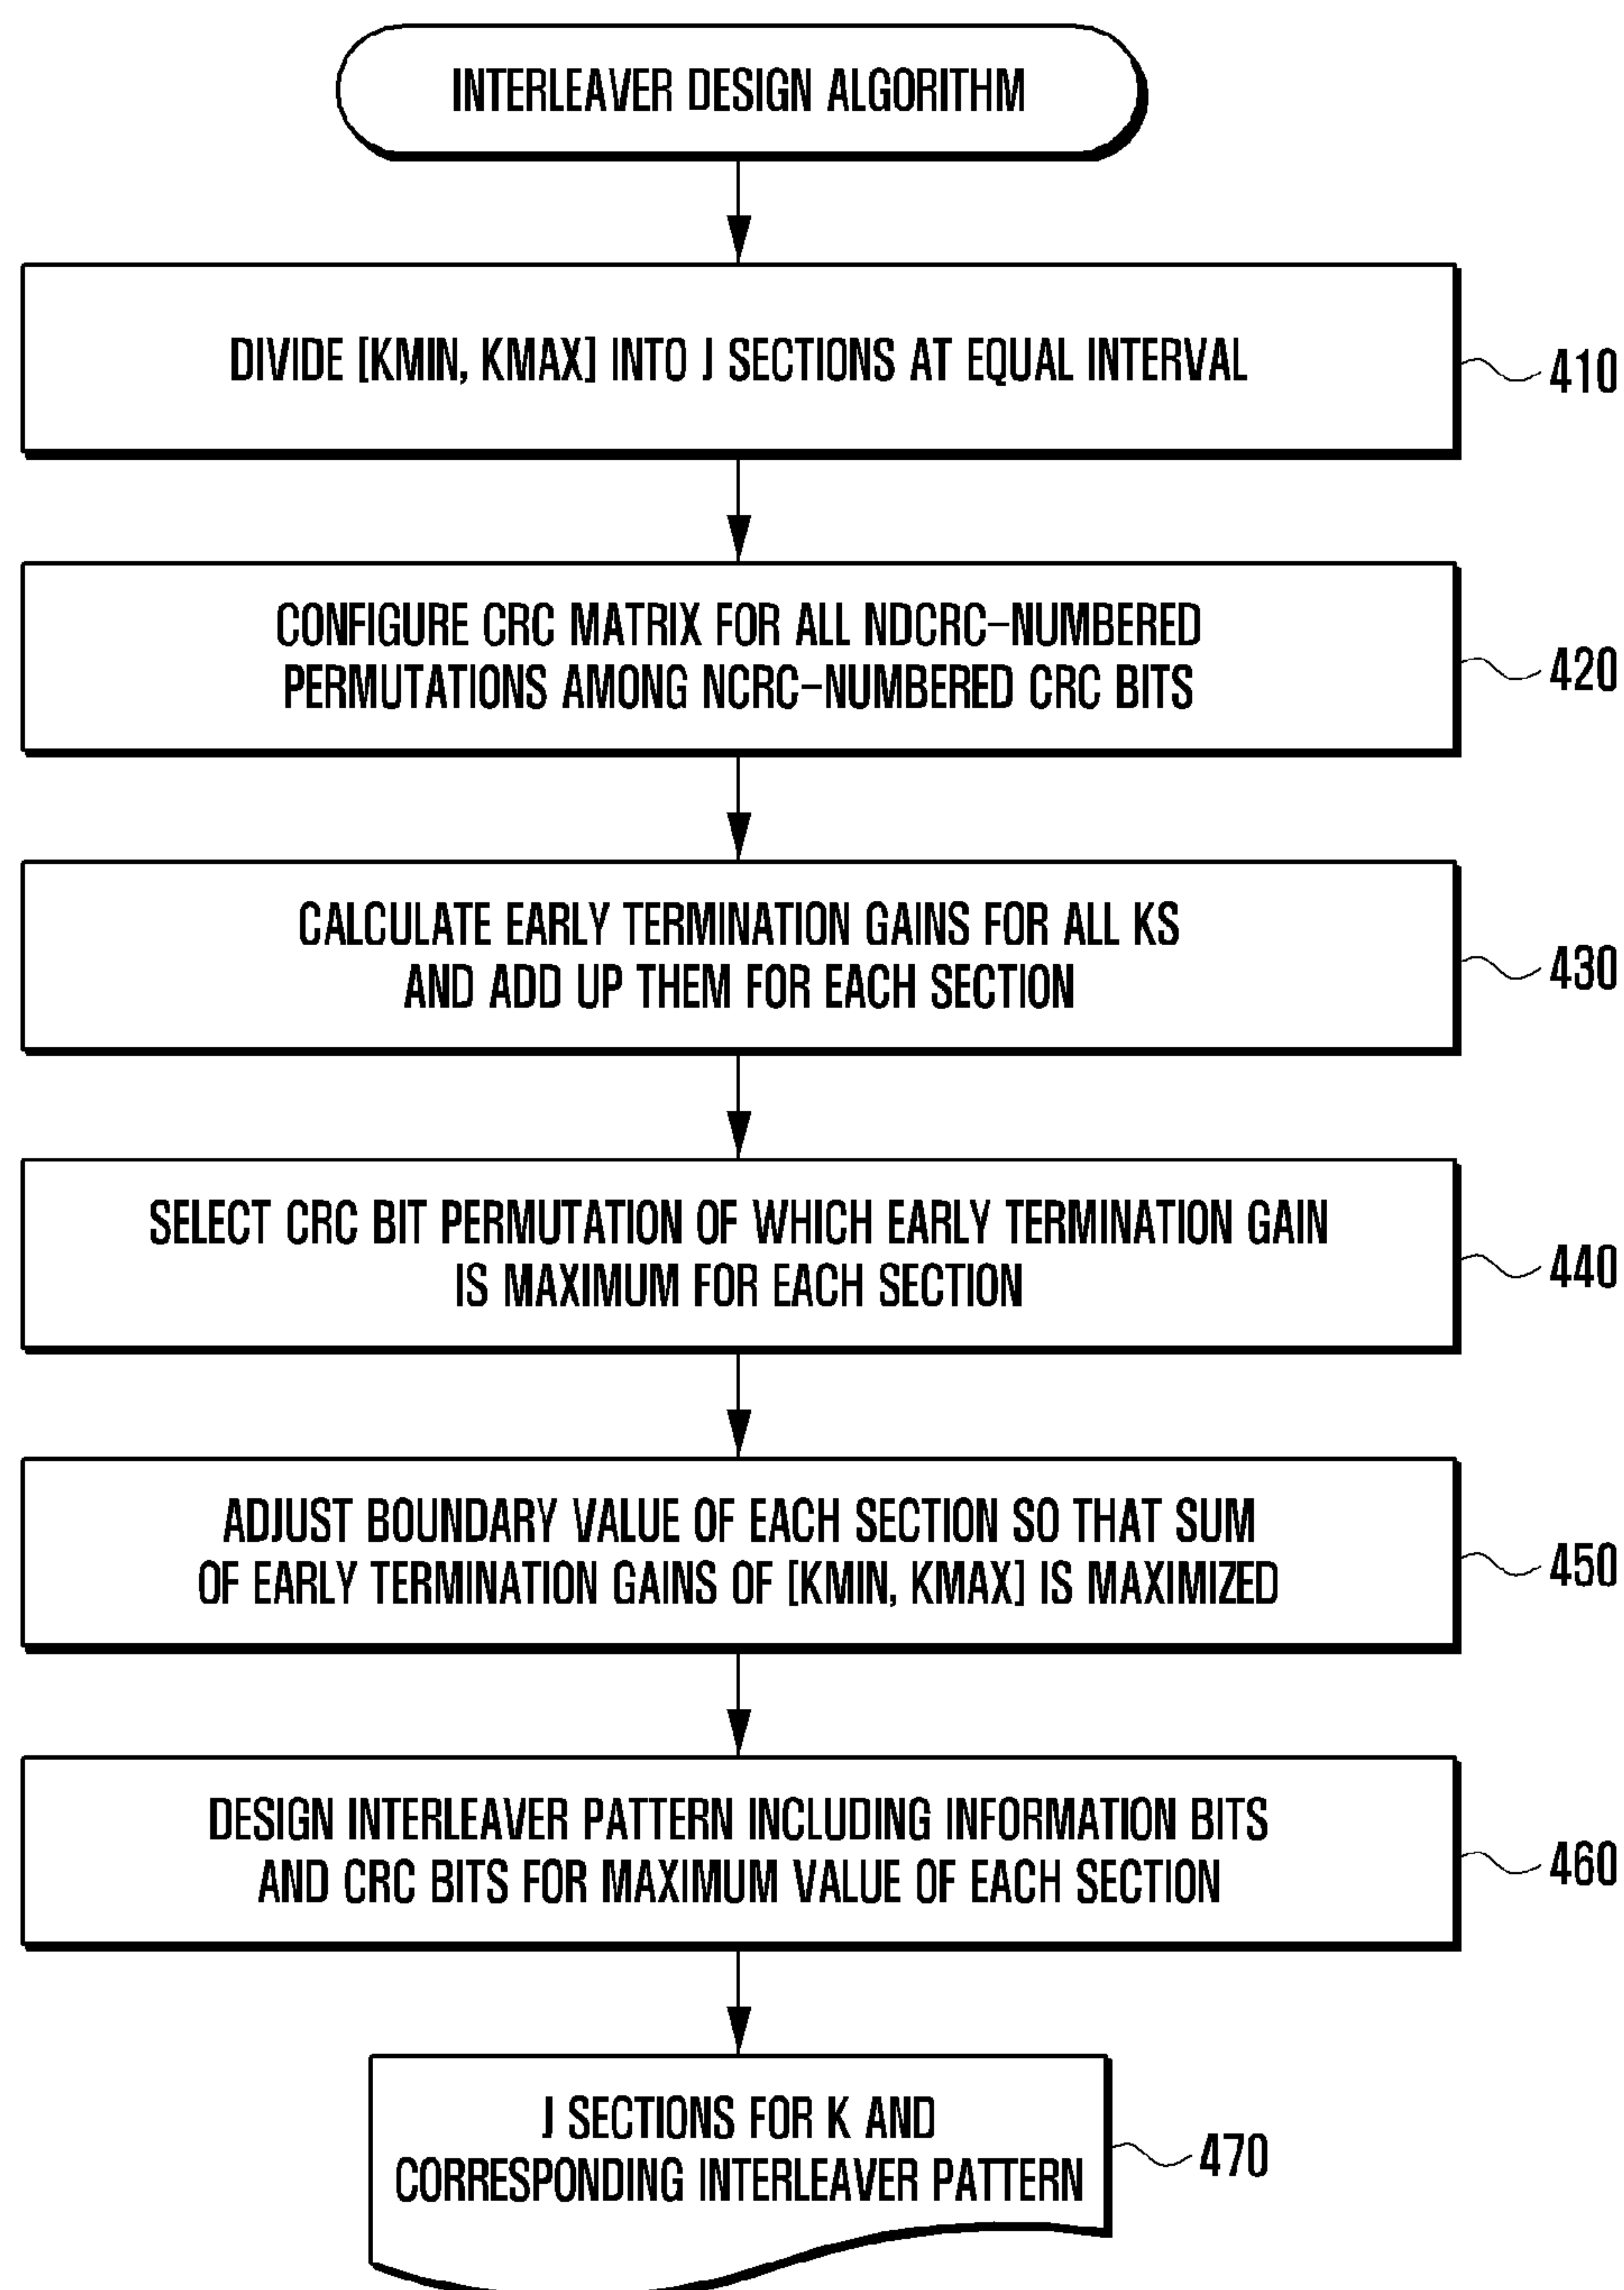 INTERLEAVER DESIGN ALGORITHM
DIVIDE [KMIN, KMAX] INTO J SECTIONS AT EQUAL INTERVAL
410
CONFIGURE CRC MATRIX FOR ALL NDCRC-NUMBERED
PERMUTATIONS AMONG NCRC-NUMBERED CRC BITS
420
CALCULATE EARLY TERMINATION GAINS FOR ALL KS
AND ADD UP THEM FOR EACH SECTION
430
SELECT CRC BIT PERMUTATION OF WHICH EARLY TERMINATION GAIN
IS MAXIMUM FOR EACH SECTION
440
ADJUST BOUNDARY VALUE OF EACH SECTION SO THAT SUM
OF EARLY TERMINATION GAINS OF [KMIN, KMAX] IS MAXIMIZED
450
DESIGN INTERLEAVER PATTERN INCLUDING INFORMATION BITS
AND CRC BITS FOR MAXIMUM VALUE OF EACH SECTION
460
J SECTIONS FOR K AND
CORRESPONDING INTERLEAVER PATTERN
470